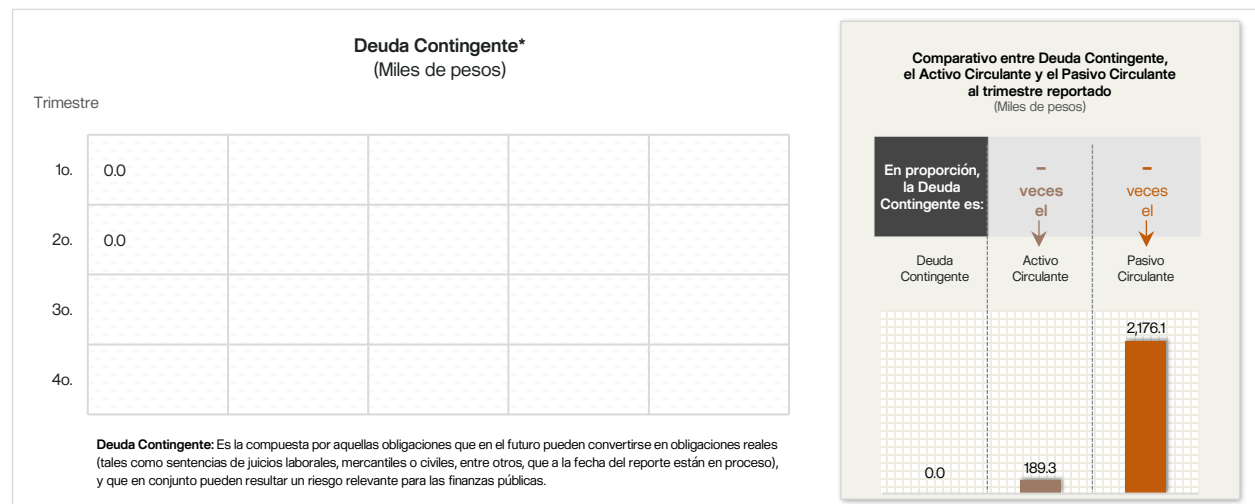 Deuda Contingente*
(Miles de pesos)
Trimestre
1o. 0.0
2o. 0.0
3o.
4o.
Deuda Contingente: Es la compuesta por aquellas obligaciones que en el futuro pueden convertirse en obligaciones reales
(tales como sentencias de juicios laborales, mercantiles o civiles, entre otros, que a la fecha del reporte están en proceso),
y que en conjunto pueden resultar un riesgo relevante para las finanzas públicas.
Comparativo entre Deuda Contingente,
el Activo Circulante y el Pasivo Circulante
al trimestre reportado
(Miles de pesos)
En proporción,
la Deuda
Contingente es:
–
veces
el
–
veces
el
Deuda
Contingente
Activo
Circulante
Pasivo
Circulante
0.0
189.3
2,176.1